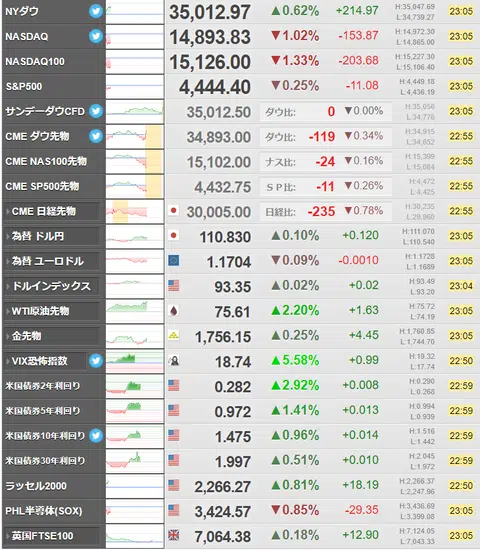 NYダウ 35,012.97 ▲0.62% +214.97 H:35,047.69 L:34,739.27 23:05
NASDAQ 14,893.83 ▼1.02% -153.87 H:14,972.30 L:14,865.00 23:05
NASDAQ100 15,126.00 ▼1.33% -203.68 H:15,227.30 L:15,106.40 23:05
S&P500 4,444.40 ▼0.25% -11.08 H:4,449.18 L:4,436.19 23:05
サンデーダウCFD 35,012.50 ダウ比: 0 ▼0.00% H:35,056 L:34,776 23:05
CME ダウ先物 34,893.00 ダウ比: -119 ▼0.34% H:34,915 L:34,652 22:55
CME NAS100先物 15,102.00 ナス比: -24 ▼0.16% H:15,399 L:15,084 22:55
CME SP500先物 4,432.75 SP比: -11 ▼0.26% H:4,472 L:4,425 22:55
CME 日経先物 30,005.00 日経比: -235 ▼0.78% H:30,235 L:28,960 22:55
為替 ドル円 110.830 ▲0.10% +0.120 H:111.070 L:110.540 23:05
為替 ユーロドル 1.1704 ▼0.09% -0.0010 H:1.1728 L:1.1689 23:05
ドルインデックス 93.35 ▲0.02% +0.02 H:93.49 L:93.20 23:04
WTI原油先物 75.61 ▲2.20% +1.63 H:75.72 L:74.19 23:05
金先物 1,756.15 ▲0.25% +4.45 H:1,760.85 L:1,744.70 23:05
VIX恐怖指数 18.74 ▲5.58% +0.99 H:19.32 L:17.74 22:50
米国債券2年利回り 0.282 ▲2.92% +0.008 H:0.290 L:0.268 22:59
米国債券5年利回り 0.972 ▲1.41% +0.013 H:0.994 L:0.939 22:59
米国債券10年利回り 1.475 ▲0.96% +0.014 H:1.516 L:1.442 22:59
米国債券30年利回り 1.997 ▲0.51% +0.010 H:2.045 L:1.972 22:59
ラッセル2000 2,266.27 ▲0.81% +18.19 H:2,266.37 L:2,247.96 22:50
PHL半導体(SOX) 3,424.57 ▼0.85% -29.35 H:3,436.69 L:3,399.08 23:05
英国FTSE100 7,064.38 ▲0.18% +12.90 H:7,124.05 L:7,043.33 23:05